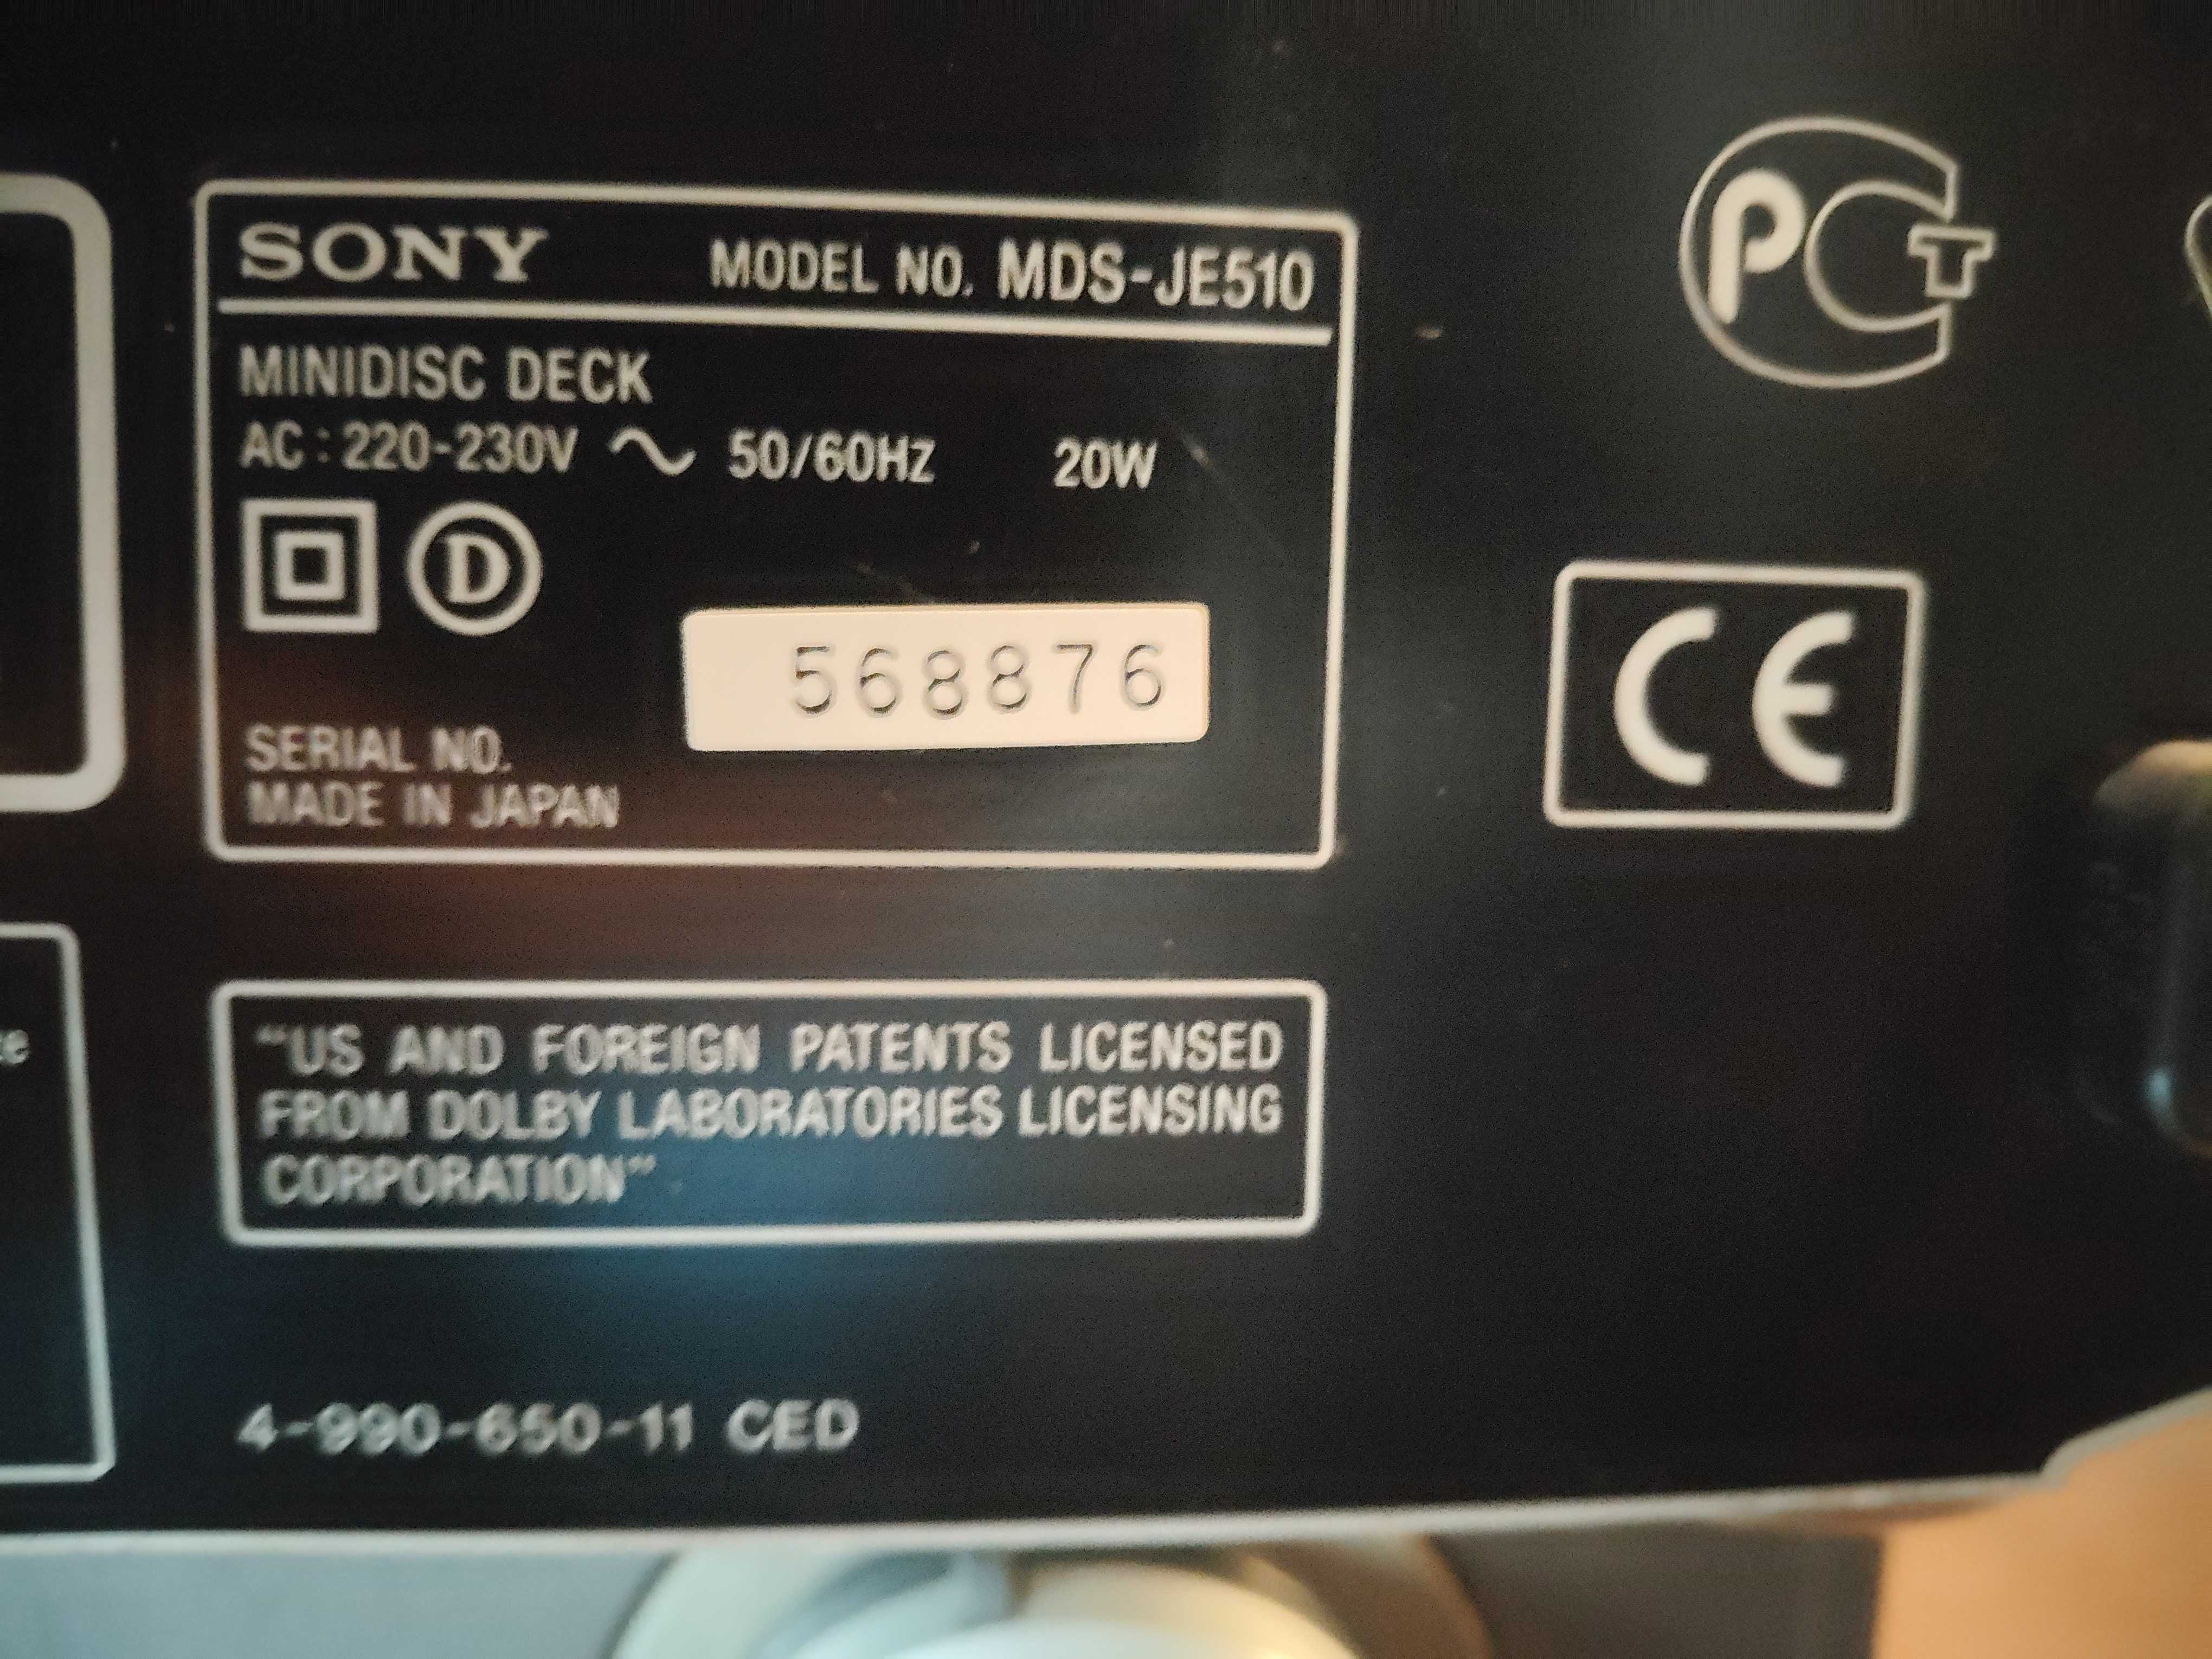 SONY MODEL NO. MDS-JE510
MINIDISC DECK
AC : 220-230V ~ 50/60Hz 20W
D
568876
SERIAL NO.
MADE IN JAPAN
PCT
CE
"US AND FOREIGN PATENTS LICENSED
FROM DOLBY LABORATORIES LICENSING
CORPORATION"
4-990-650-11 CED